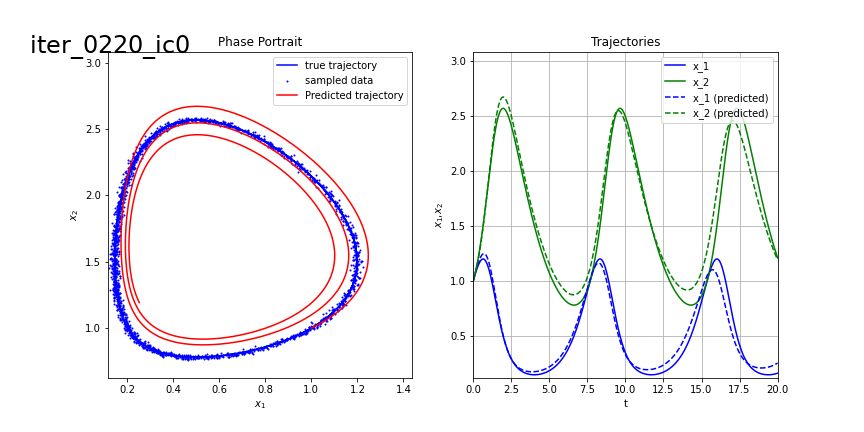 iter_0220_ic0
Phase Portrait
true trajectory
sampled data
Predicted trajectory
3.0
2.5
2.0
1.5
1.0
x_2
0.2 0.4 0.6 0.8 1.0 1.2 1.4
x_1
Trajectories
x_1
x_2
x_1 (predicted)
x_2 (predicted)
3.0
2.5
2.0
1.5
1.0
0.5
x_1,x_2
0.0 2.5 5.0 7.5 10.0 12.5 15.0 17.5 20.0
t